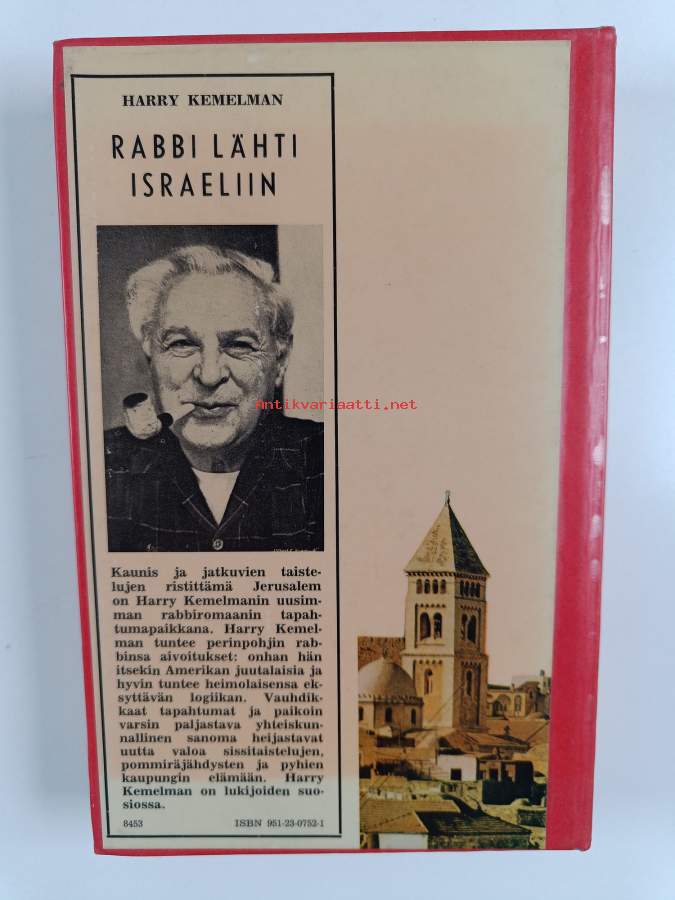 HARRY KEMELMAN
RABBI LÄHTI
ISRAELIIN
Antikvariaatti.net
Kaunis ja jatkuvien taiste-
lujen ristittämä Jerusalem
on Harry Kemelmanin uusim-
man rabbiromaanin tapah-
tumapaikkana. Harry Kemel-
man tuntee perinpohjin rab-
binsa aivoitukset: onhan hän
itsekin Amerikan juutalaisia ja
hyvin tuntee heimolaisensa ek-
syttävän logiikan. Vauhdik-
kaat tapahtumat ja paikoin
varsin paljastava yhteiskun-
nallinen sanoma heijastavat
uutta valoa sissitaistelujen,
pommiräjähdysten ja pyhien
kaupungin elämään. Harry
Kemelman on lukijoiden suo-
siossa.
8453 ISBN 951-23-0752-1